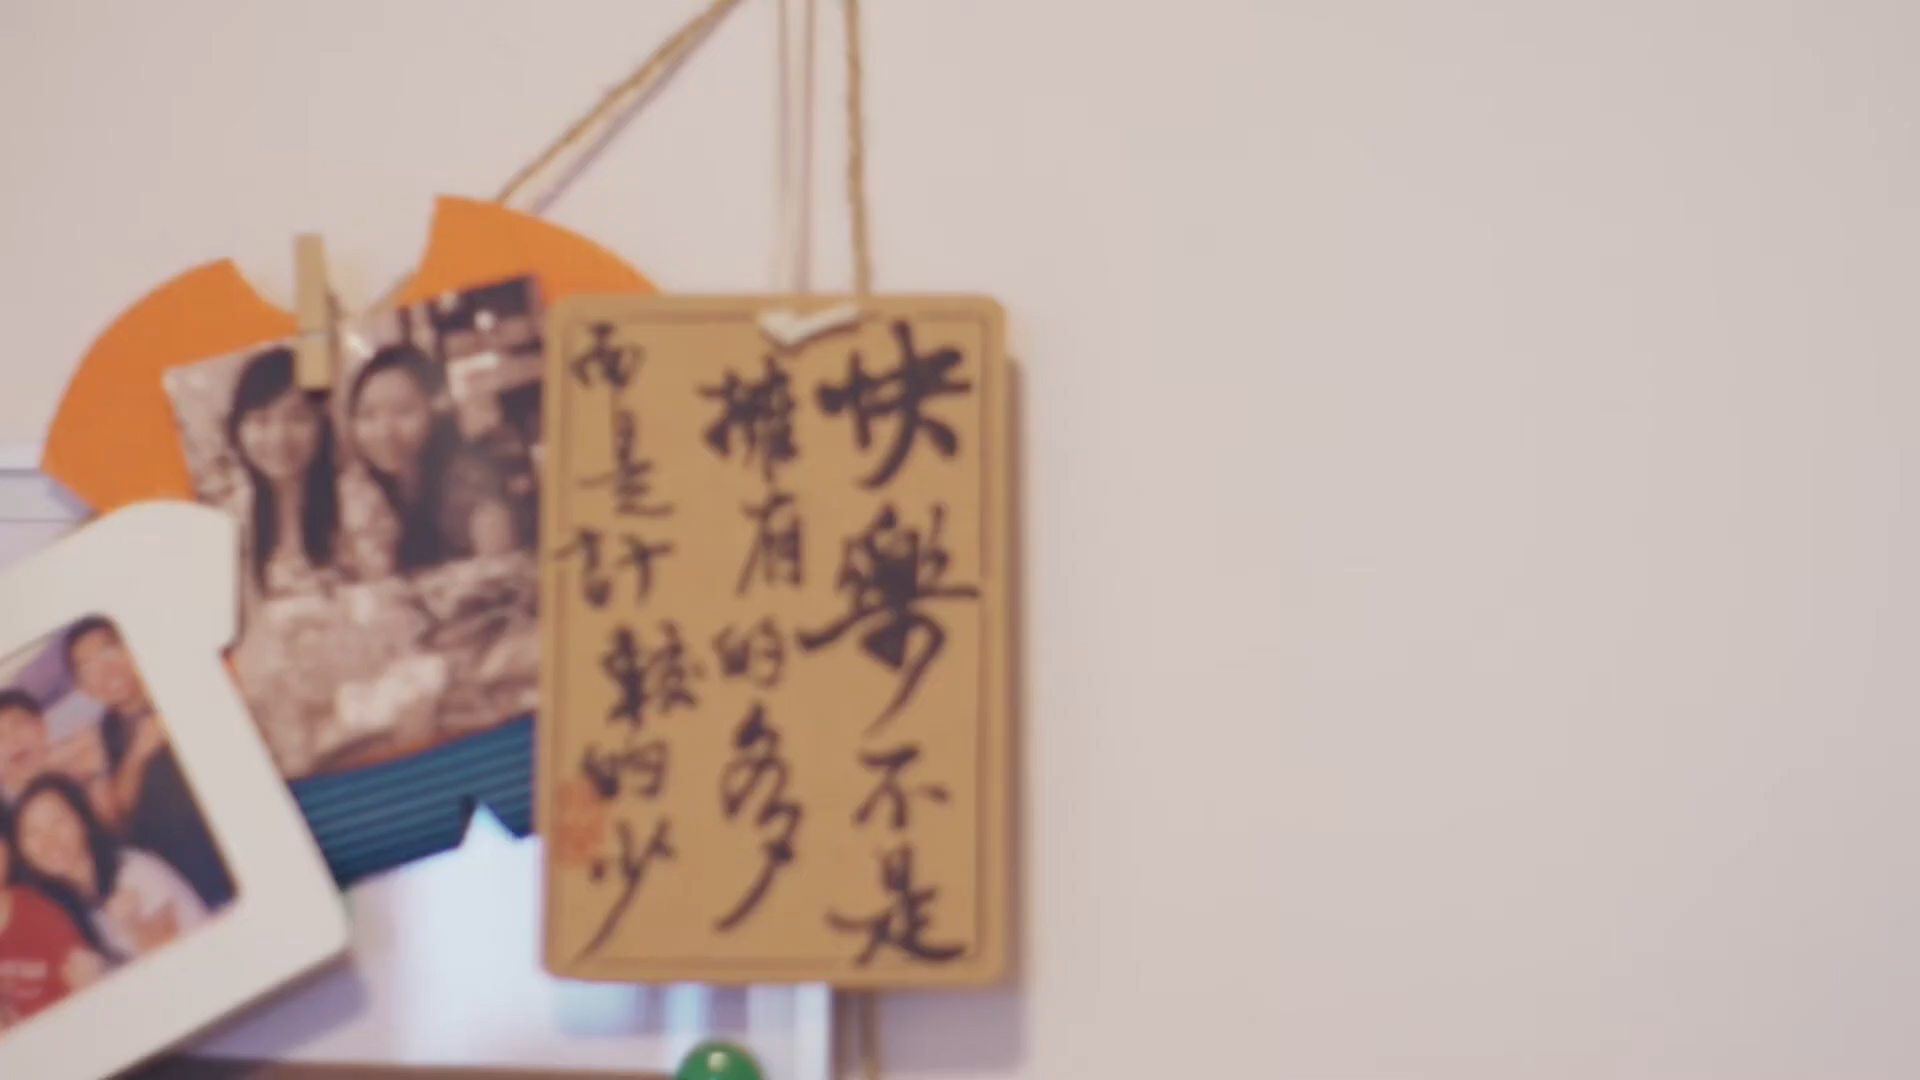 快樂不是
擁有的多
而是計較的少